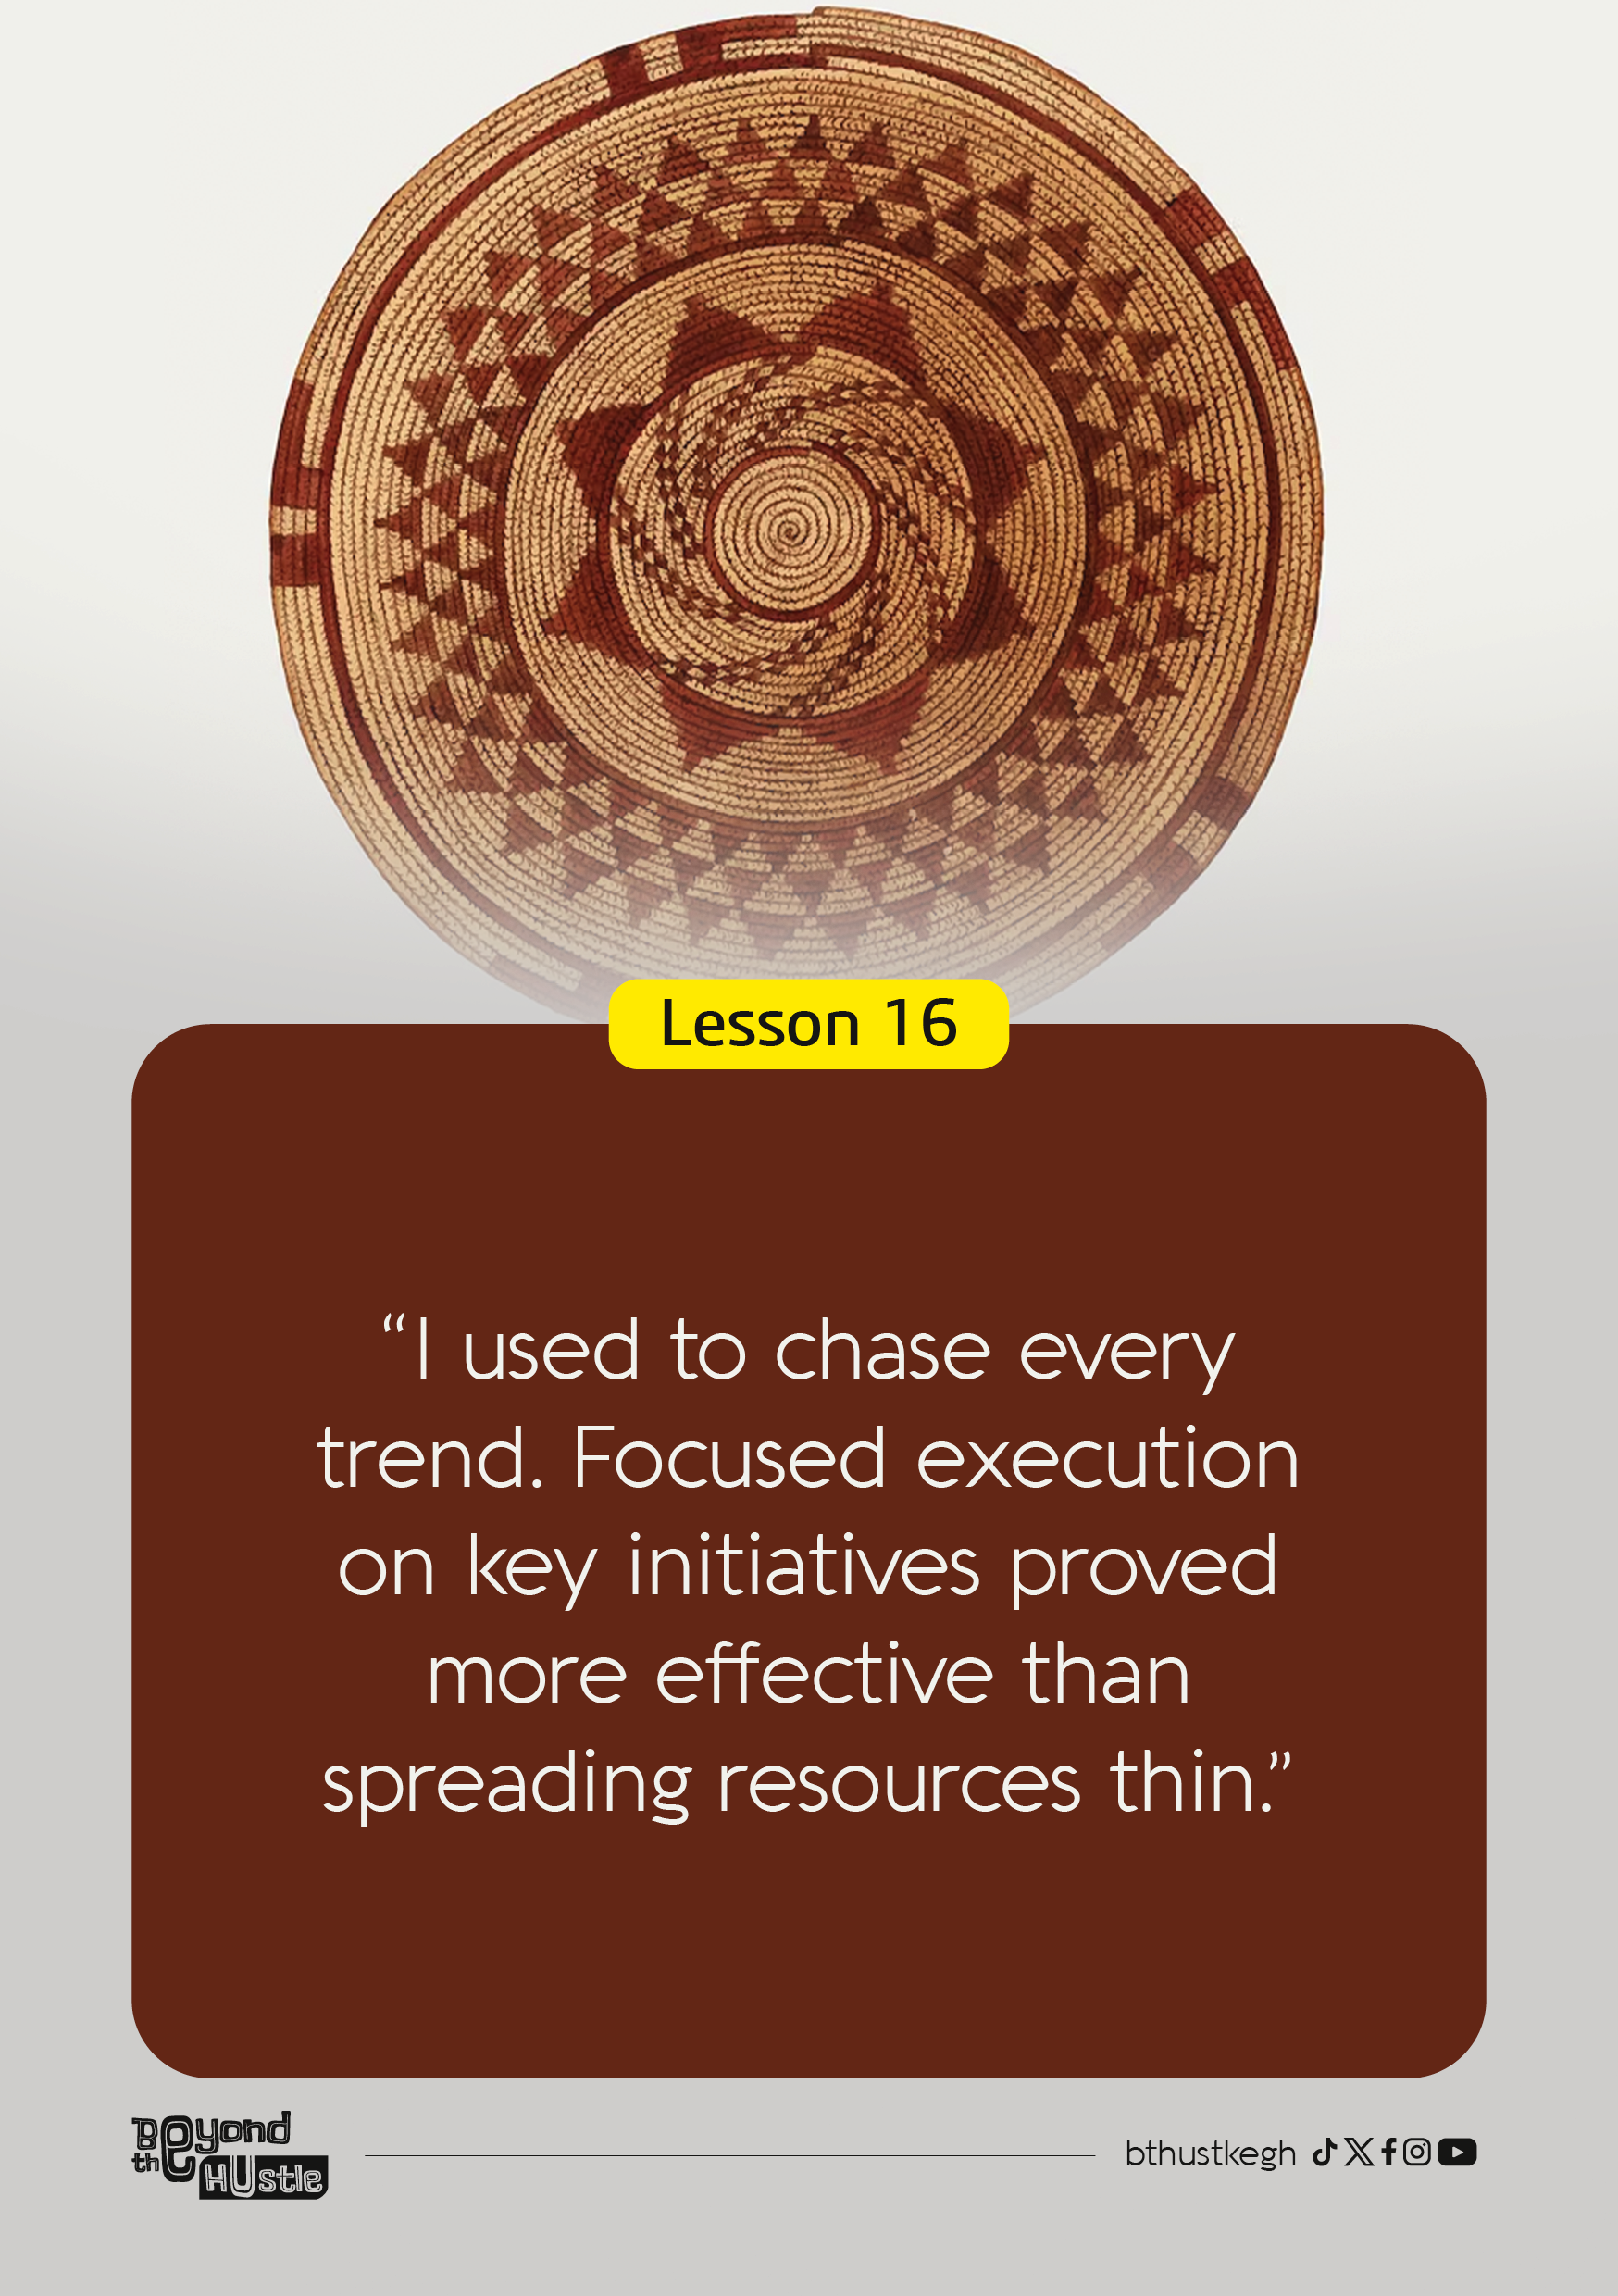 Lesson 16
“I used to chase every
trend. Focused execution
on key initiatives proved
more effective than
spreading resources thin.”
Beyond
the HUstle
bthustkegh